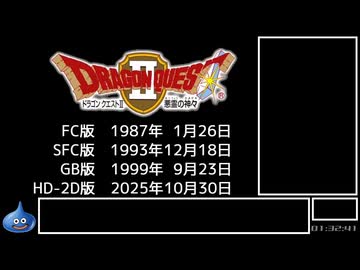 DRAGON QUEST
II
ドラゴンクエストII 悪霊の神々
FC版 1987年 1月26日
SFC版 1993年12月18日
GB版 1999年 9月23日
HD-2D版 2025年10月30日
01:32:41